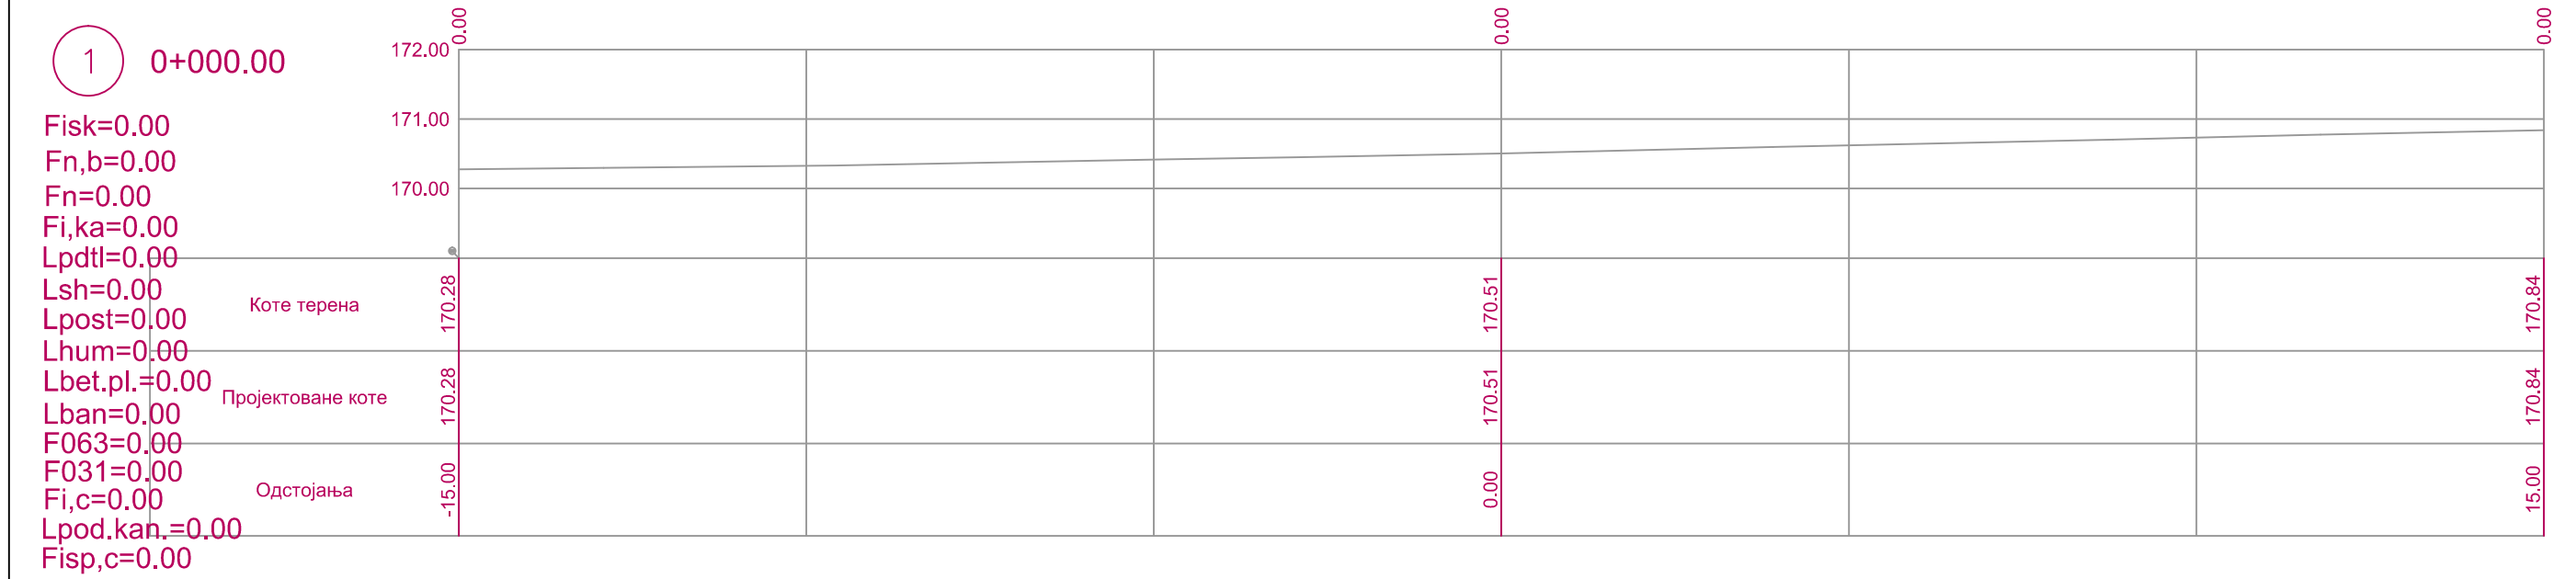 1 0+000.00
Fisk=0.00
Fn,b=0.00
Fn=0.00
Fi,ka=0.00
Lpdtl=0.00
Lsh=0.00
Lpost=0.00
Lhum=0.00
Lbet.pl.=0.00
Lban=0.00
F063=0.00
F031=0.00
Fi,c=0.00
Lpod.kan.=0.00
Fisp,c=0.00
0.00 0.00 0.00
172.00
171.00
170.00
Коте терена 170.28 170.51 170.84
Пројектоване коте 170.28 170.51 170.84
Одстојања -15.00 0.00 15.00